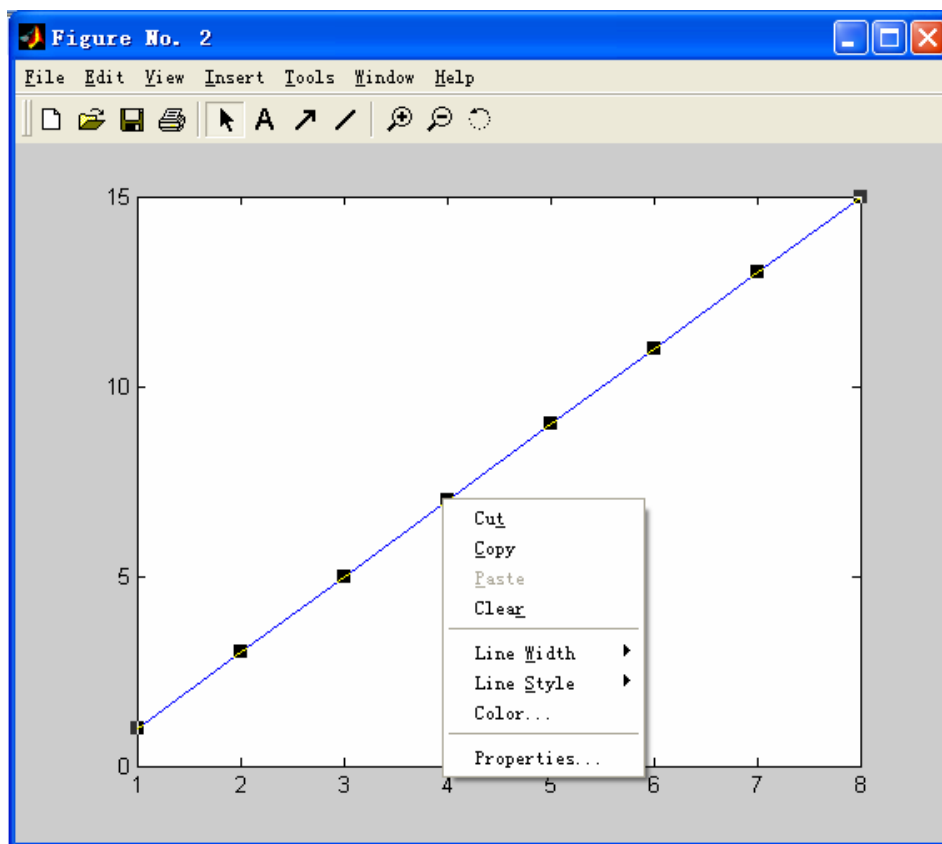 Figure No. 2
File Edit View Insert Tools Window Help
A
15
10
5
0
Cut
Copy
Paste
Clear
Line Width
Line Style
Color...
Properties...
1 2 3 4 5 6 7 8